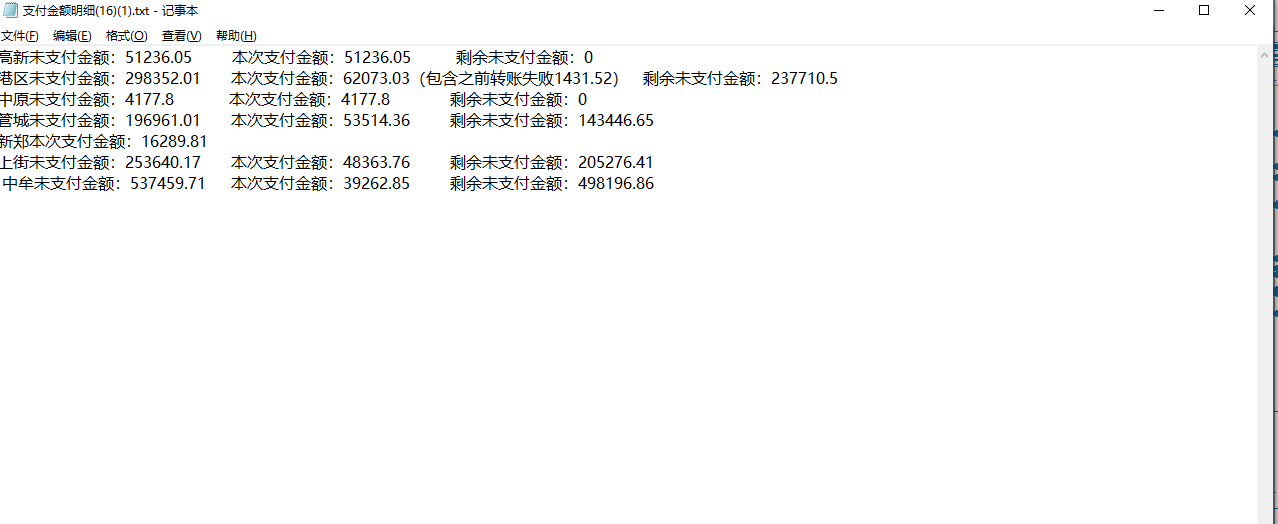 支付金额明细(16)(1).txt - 记事本
文件(F) 编辑(E) 格式(O) 查看(V) 帮助(H)
高新未支付金额：51236.05 本次支付金额：51236.05 剩余未支付金额：0
港区未支付金额：298352.01 本次支付金额：62073.03（包含之前转账失败1431.52） 剩余未支付金额：237710.5
中原未支付金额：4177.8 本次支付金额：4177.8 剩余未支付金额：0
管城未支付金额：196961.01 本次支付金额：53514.36 剩余未支付金额：143446.65
新郑本次支付金额：16289.81
上街未支付金额：253640.17 本次支付金额：48363.76 剩余未支付金额：205276.41
中牟未支付金额：537459.71 本次支付金额：39262.85 剩余未支付金额：498196.86